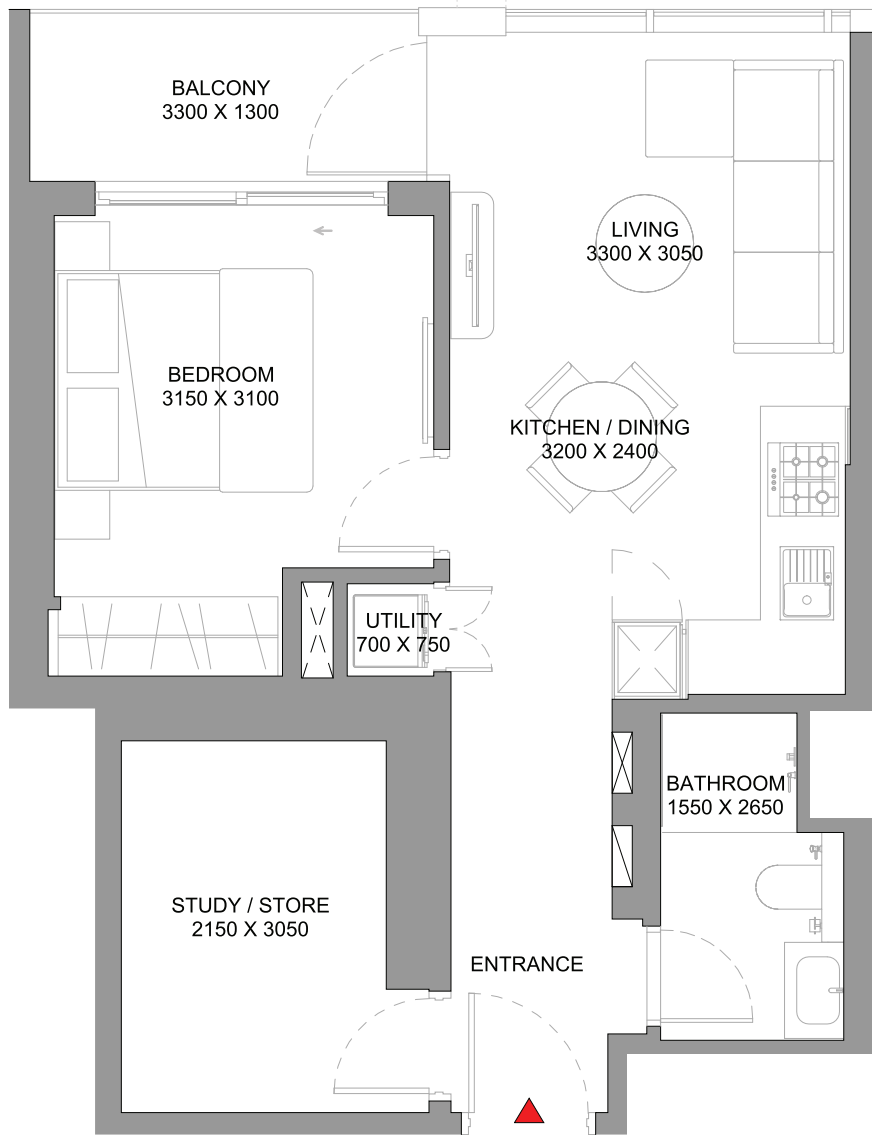 BALCONY
3300 X 1300
LIVING
3300 X 3050
BEDROOM
3150 X 3100
KITCHEN / DINING
3200 X 2400
UTILITY
700 X 750
BATHROOM
1550 X 2650
STUDY / STORE
2150 X 3050
ENTRANCE